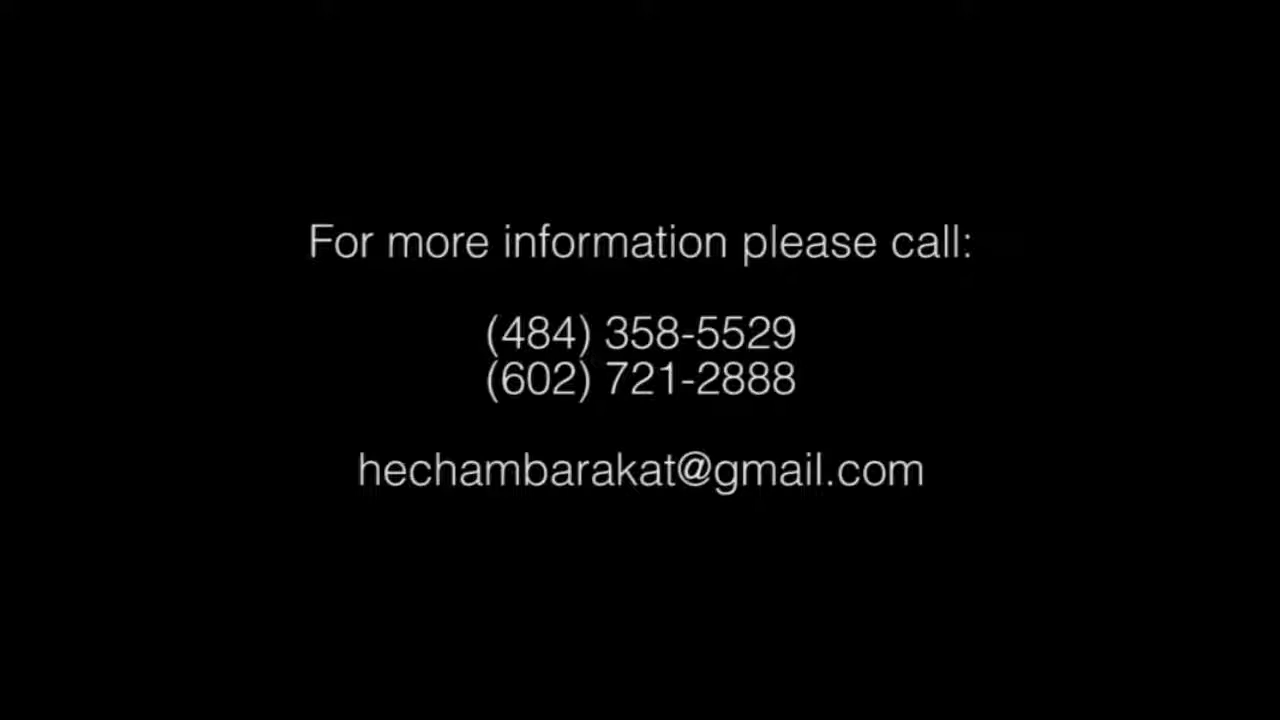 For more information please call:
(484) 358-5529
(602) 721-2888
hechambarakat@gmail.com